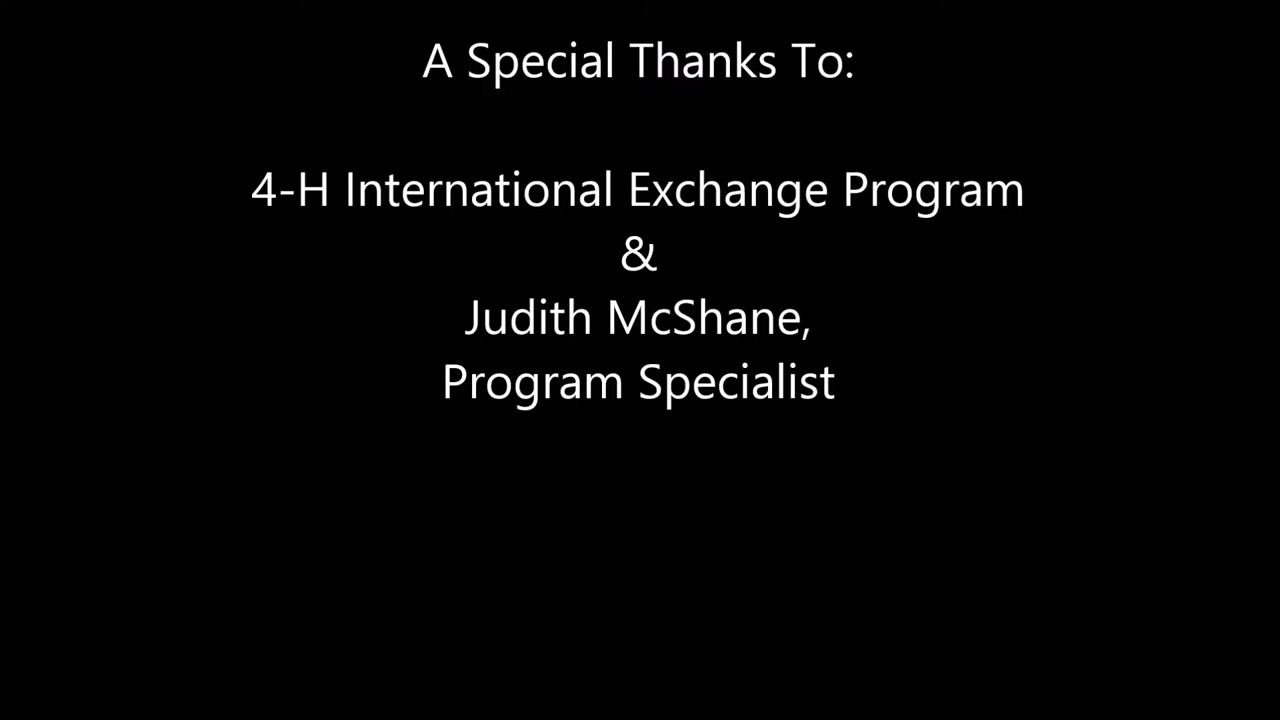 A Special Thanks To:
4-H International Exchange Program
&
Judith McShane,
Program Specialist